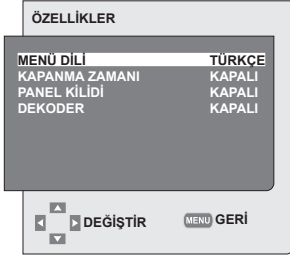 ÖZELLİKLER
MENÜ DİLİ TÜRKÇE
KAPANMA ZAMANI KAPALI
PANEL KİLİDİ KAPALI
DEKODER KAPALI
DEĞİŞTİR MENU GERİ